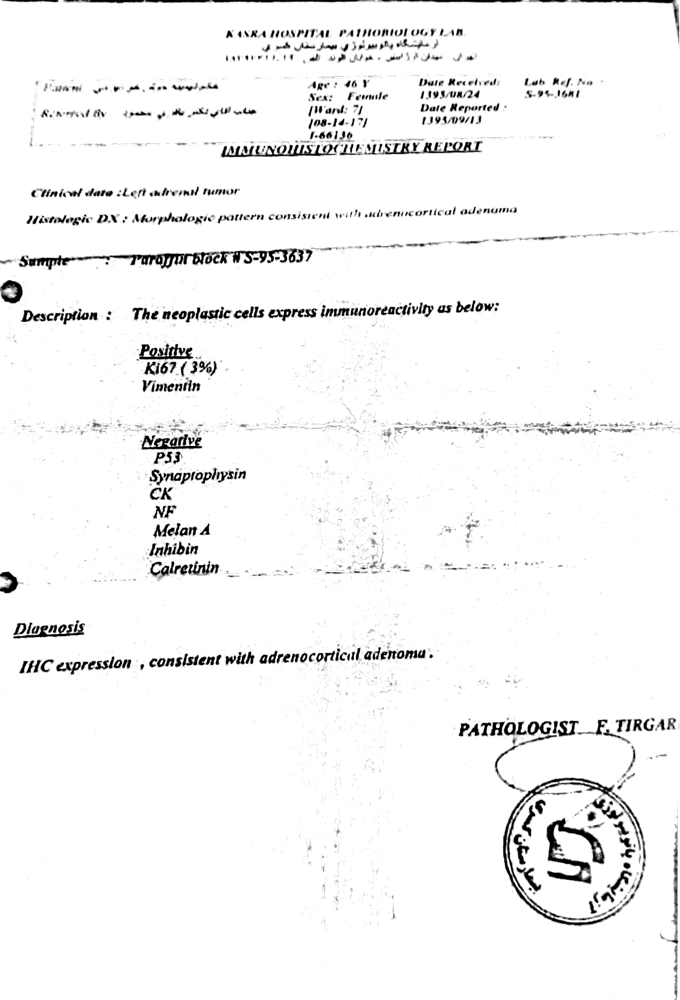 KASRA HOSPITAL PATHOBIOLOGY LAB
آزمایشگاه پاتوبیولوژی بیمارستان کسری
تهران - میدان آرژانتین - خیابان الوند تلفن
Patient
Age : 46 Y
Date Received:
Lab Ref. No :
Sex: Female
1395/08/24
S-95-3681
Referred By جناب آقای دکتر باقری محمود
[Ward: 7]
Date Reported :
[08-14-17]
1395/09/13
I-66136
IMMUNOHISTOCHEMISTRY REPORT
Clinical data :Left adrenal tumor
Histologic DX : Morphologic pattern consistent with adrenocortical adenoma
Sample : Paraffin block # S-95-3637
Description : The neoplastic cells express immunoreactivity as below:
Positive
Ki67 ( 3%)
Vimentin
Negative
P53
Synaptophysin
CK
NF
Melan A
Inhibin
Calretinin
Diagnosis
IHC expression , consistent with adrenocortical adenoma .
PATHOLOGIST F. TIRGAR
آزمایشگاه پاتوبیولوژی
بیمارستان کسری